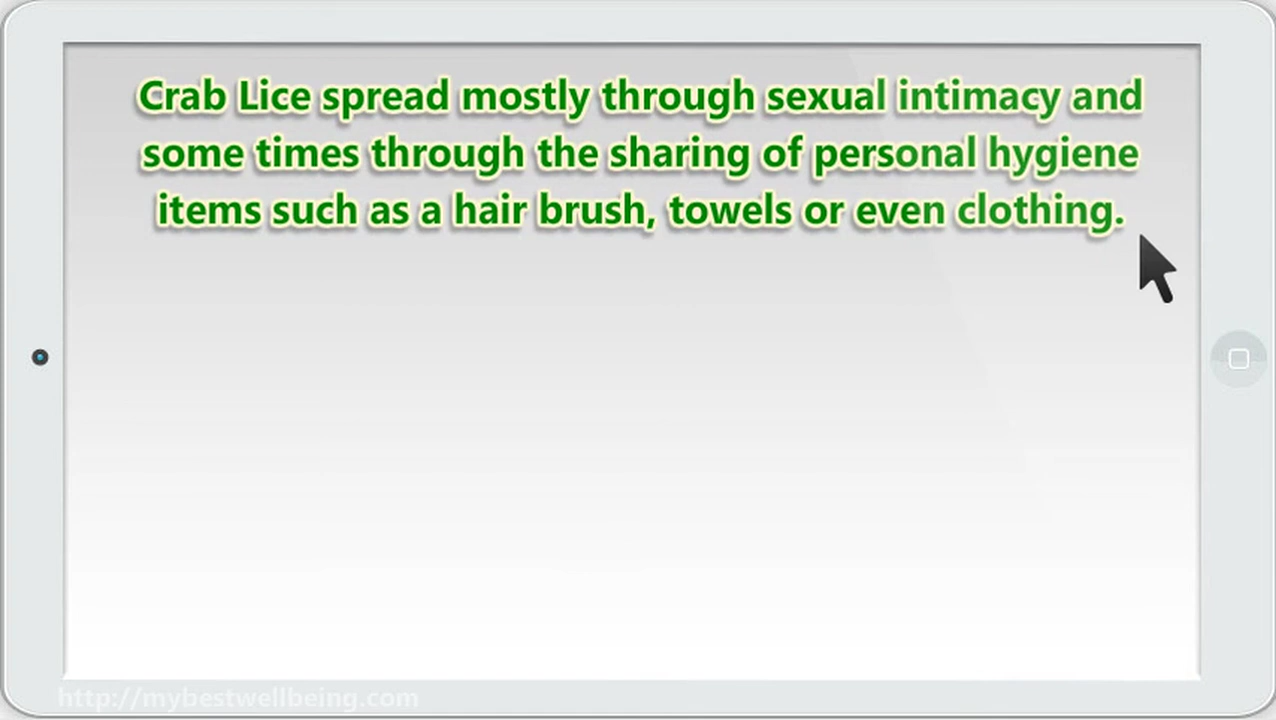 Crab Lice spread mostly through sexual intimacy and
some times through the sharing of personal hygiene
items such as a hair brush, towels or even clothing.
http://mybestwellbeing.com